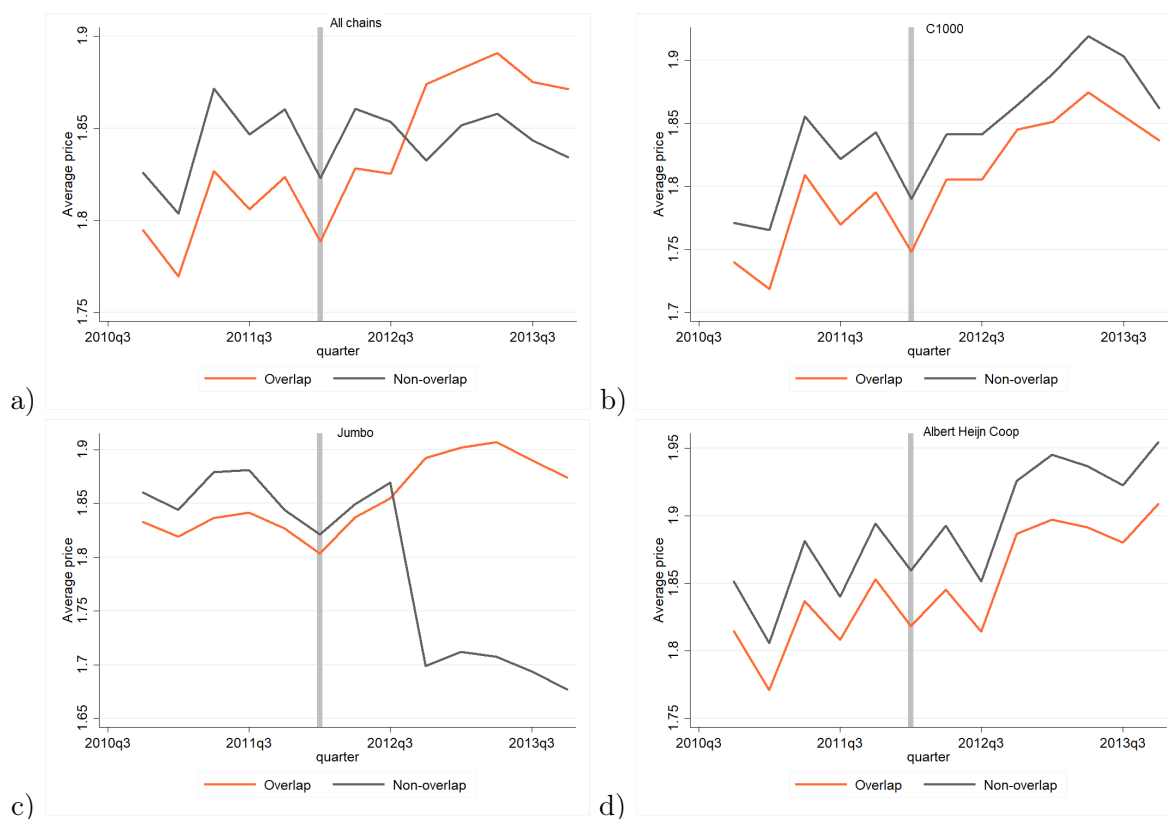 All chains
Average price
1.9
1.85
1.8
1.75
2010q3 2011q3 2012q3 2013q3
quarter
Overlap Non-overlap
a)
C1000
Average price
1.9
1.85
1.8
1.75
1.7
2010q3 2011q3 2012q3 2013q3
quarter
Overlap Non-overlap
b)
Jumbo
Average price
1.9
1.85
1.8
1.75
1.7
1.65
2010q3 2011q3 2012q3 2013q3
quarter
Overlap Non-overlap
c)
Albert Heijn Coop
Average price
1.95
1.9
1.85
1.8
1.75
2010q3 2011q3 2012q3 2013q3
quarter
Overlap Non-overlap
d)